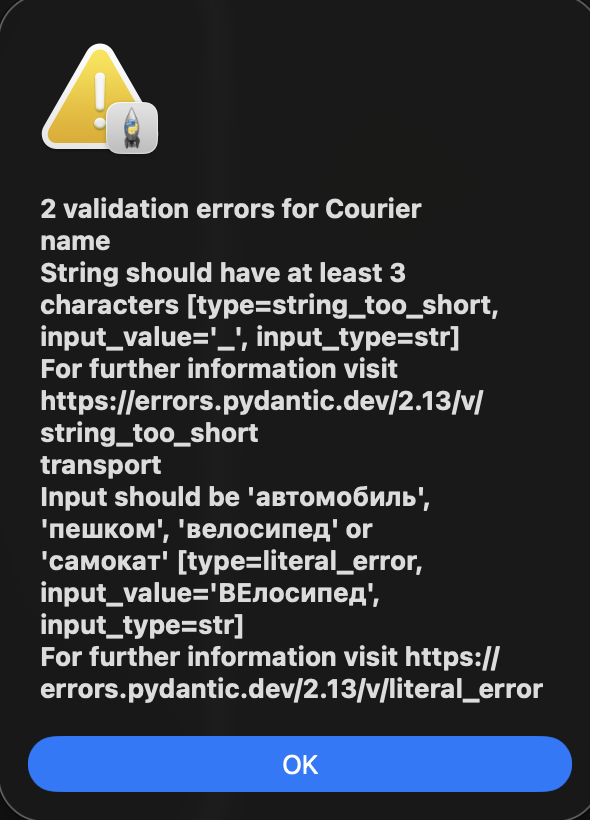 2 validation errors for Courier
name
String should have at least 3
characters [type=string_too_short,
input_value='_', input_type=str]
For further information visit
https://errors.pydantic.dev/2.13/v/
string_too_short
transport
Input should be 'автомобиль',
'пешком', 'велосипед' or
'самокат' [type=literal_error,
input_value='ВЕлосипед',
input_type=str]
For further information visit https://
errors.pydantic.dev/2.13/v/literal_error
OK